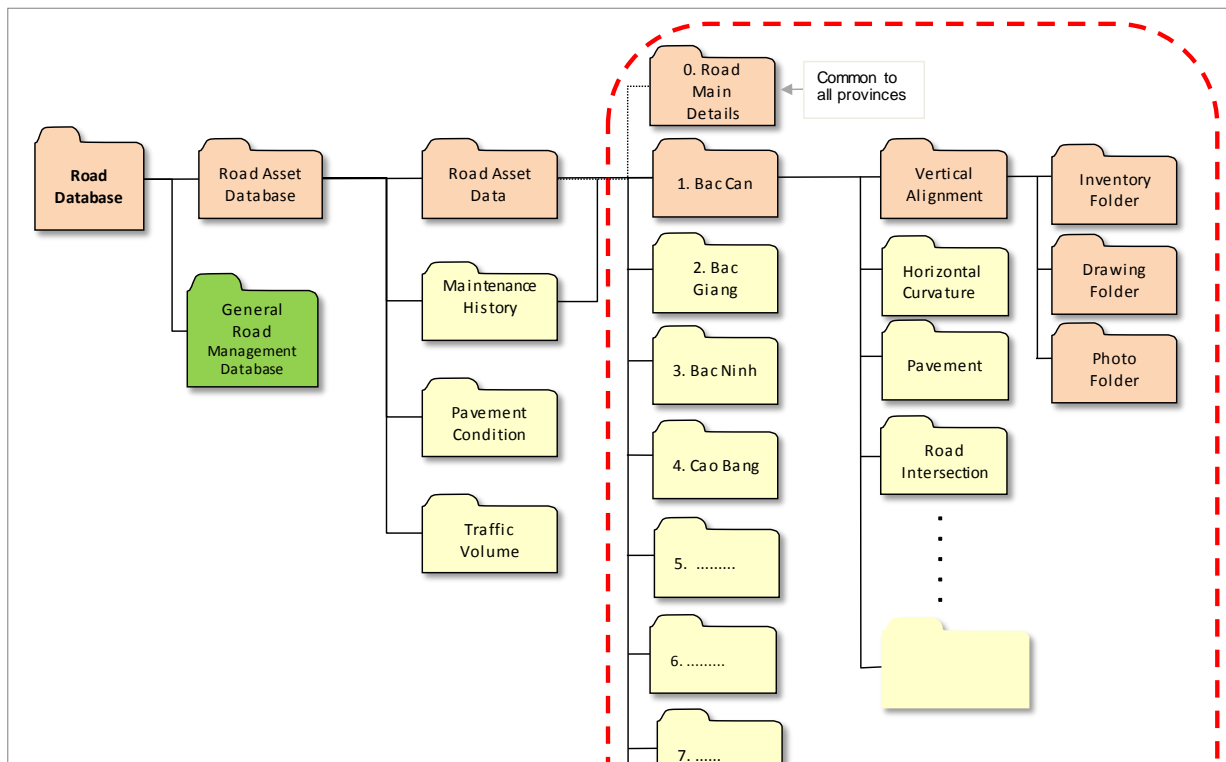 0. Road
Main
Details
Common to
all provinces
Road
Database
Road Asset
Database
Road Asset
Data
1. Bac Can
Vertical
Alignment
Inventory
Folder
General
Road
Management
Database
Maintenance
History
2. Bac
Giang
Horizontal
Curvature
Drawing
Folder
3. Bac Ninh
Pavement
Photo
Folder
Pavement
Condition
4. Cao Bang
Road
Intersection
Traffic
Volume
5. .........
6. .........
7. ......